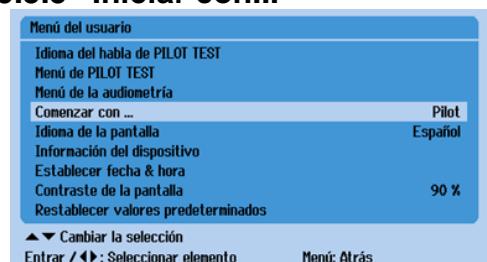 Iniciar con...
Menú del usuario
Idioma del habla de PILOT TEST
Menú de PILOT TEST
Menú de la audiometría
Comenzar con ... Pilot
Idioma de la pantalla Español
Información del dispositivo
Establecer fecha & hora
Contraste de la pantalla 90 %
Restablecer valores predeterminados
▲▼ Cambiar la selección
Entrar / ◀▶: Seleccionar elemento Menú: Atrás